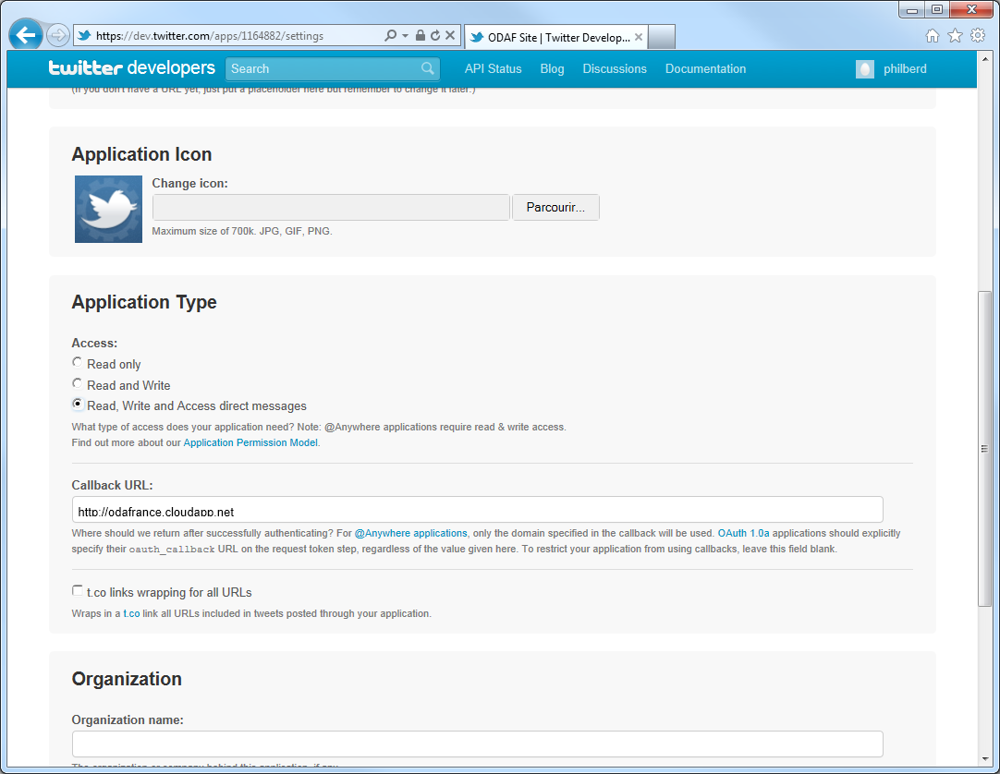 https://dev.twitter.com/apps/1164882/settings
ODAF Site | Twitter Develop...
twitter developers
Search
API Status
Blog
Discussions
Documentation
philberd
(If you don't have a URL yet, just put a placeholder here but remember to change it later.)
Application Icon
Change icon:
Parcourir...
Maximum size of 700k. JPG, GIF, PNG.
Application Type
Access:
Read only
Read and Write
Read, Write and Access direct messages
What type of access does your application need? Note: @Anywhere applications require read & write access.
Find out more about our Application Permission Model.
Callback URL:
http://odafrance.cloudapp.net
Where should we return after successfully authenticating? For @Anywhere applications, only the domain specified in the callback will be used. OAuth 1.0a applications should explicitly
specify their oauth_callback URL on the request token step, regardless of the value given here. To restrict your application from using callbacks, leave this field blank.
t.co links wrapping for all URLs
Wraps in a t.co link all URLs included in tweets posted through your application.
Organization
Organization name:
The organization or company behind this application, if any.